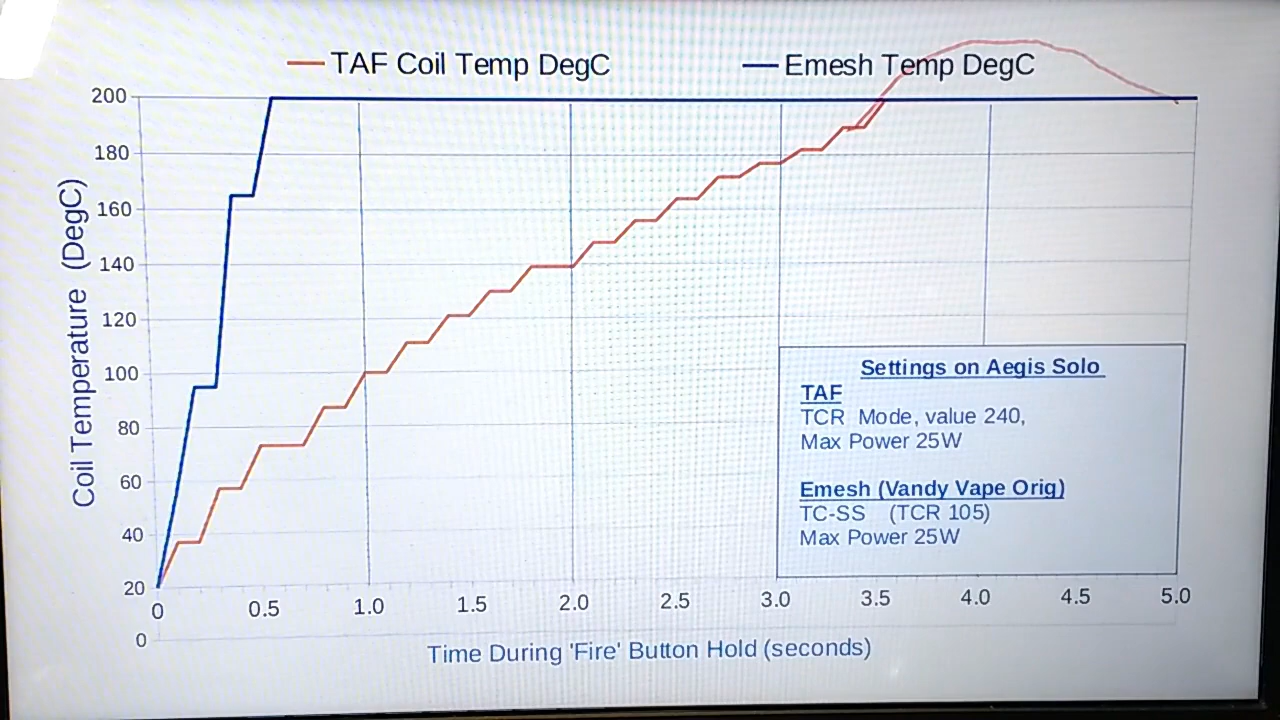 TAF Coil Temp DegC
Emesh Temp DegC
200
180
160
140
120
100
80
60
40
20
0
Coil Temperature (DegC)
0 0.5 1.0 1.5 2.0 2.5 3.0 3.5 4.0 4.5 5.0
Time During 'Fire' Button Hold (seconds)
Settings on Aegis Solo
TAF
TCR Mode, value 240,
Max Power 25W
Emesh (Vandy Vape Orig)
TC-SS (TCR 105)
Max Power 25W